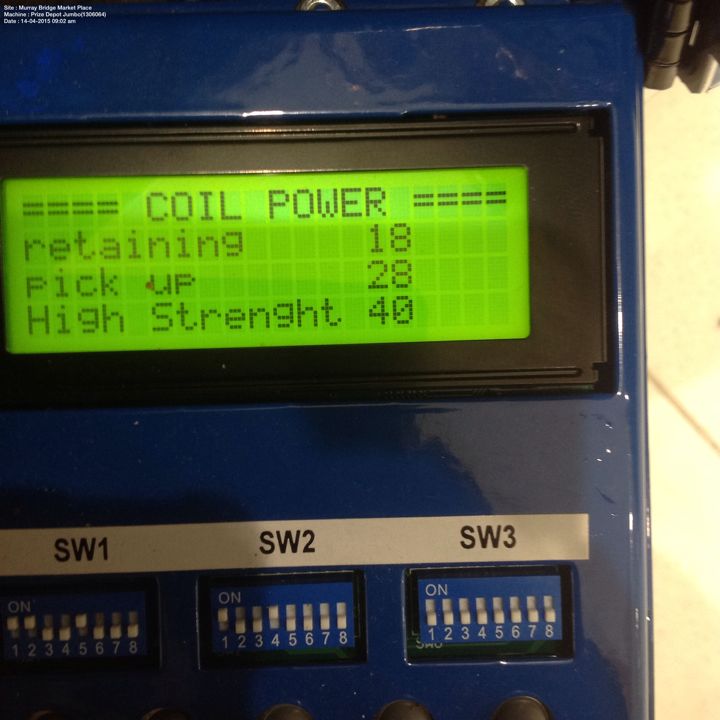 Site : Murray Bridge Market Place
Machine : Prize Depot Jumbo(1306064)
Date : 14-04-2015 09:02 am
==== COIL POWER ====
retaining 18
pick up 28
High Strenght 40
SW1 SW2 SW3
ON ON ON
1 2 3 4 5 6 7 8 1 2 3 4 5 6 7 8 1 2 3 4 5 6 7 8